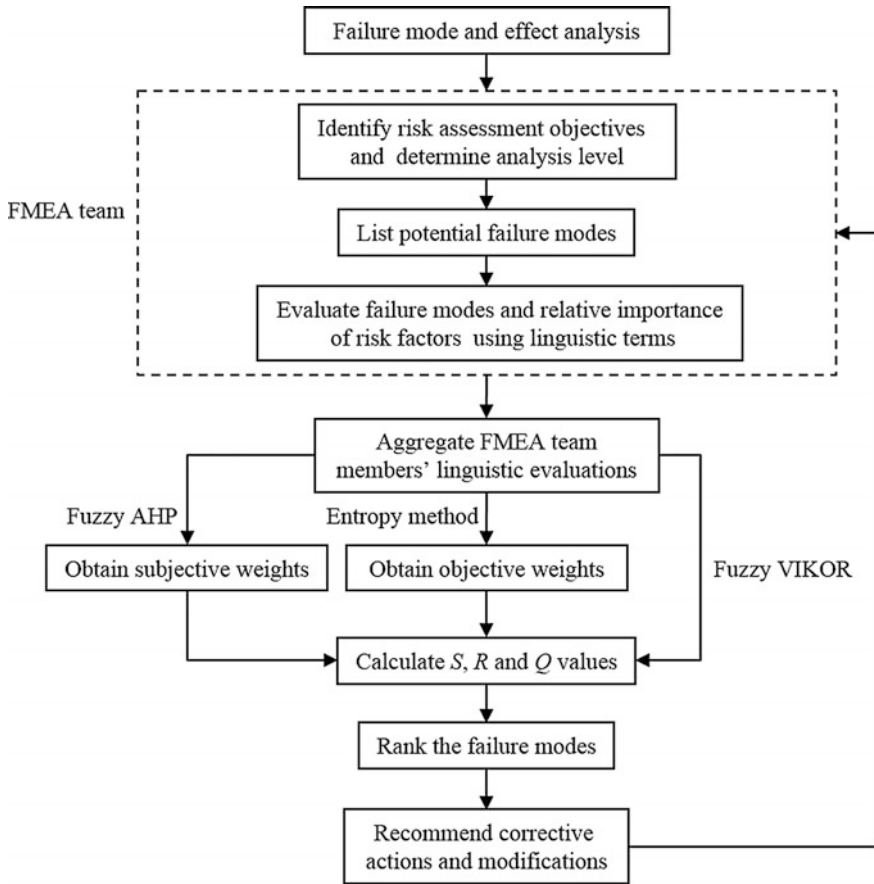 Failure mode and effect analysis
Identify risk assessment objectives
and determine analysis level
FMEA team
List potential failure modes
Evaluate failure modes and relative importance
of risk factors using linguistic terms
Aggregate FMEA team
members' linguistic evaluations
Fuzzy AHP
Entropy method
Obtain subjective weights
Obtain objective weights
Fuzzy VIKOR
Calculate S, R and Q values
Rank the failure modes
Recommend corrective
actions and modifications